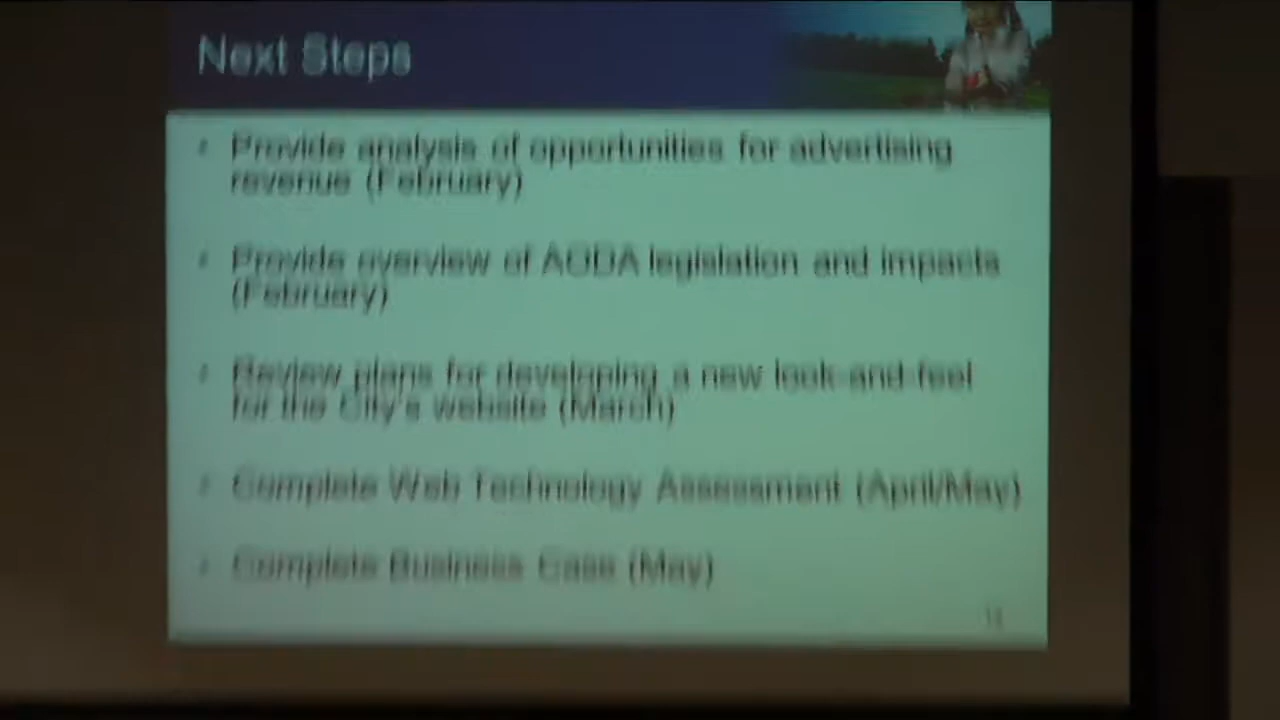 Next Steps
• Provide analysis of opportunities for advertising
revenue (February)
• Provide overview of AODA legislation and impacts
(February)
• Review plans for developing a new look-and-feel
for the City's website (March)
• Complete Web Technology Assessment (April/May)
• Complete Business Case (May)